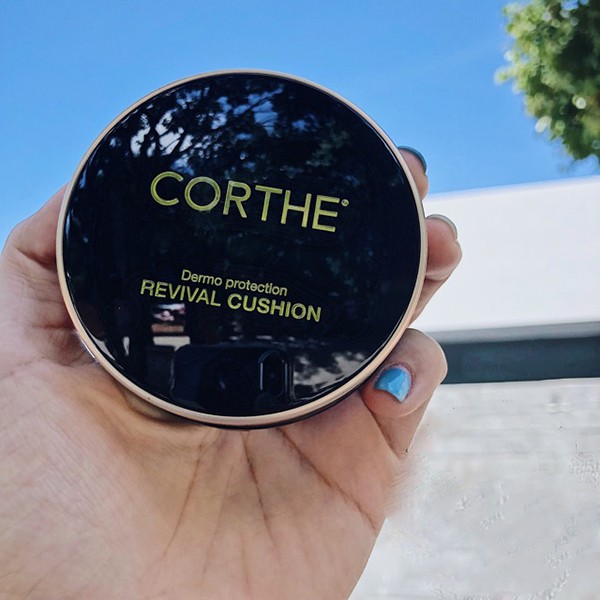 CORTHE®
Dermo protection
REVIVAL CUSHION